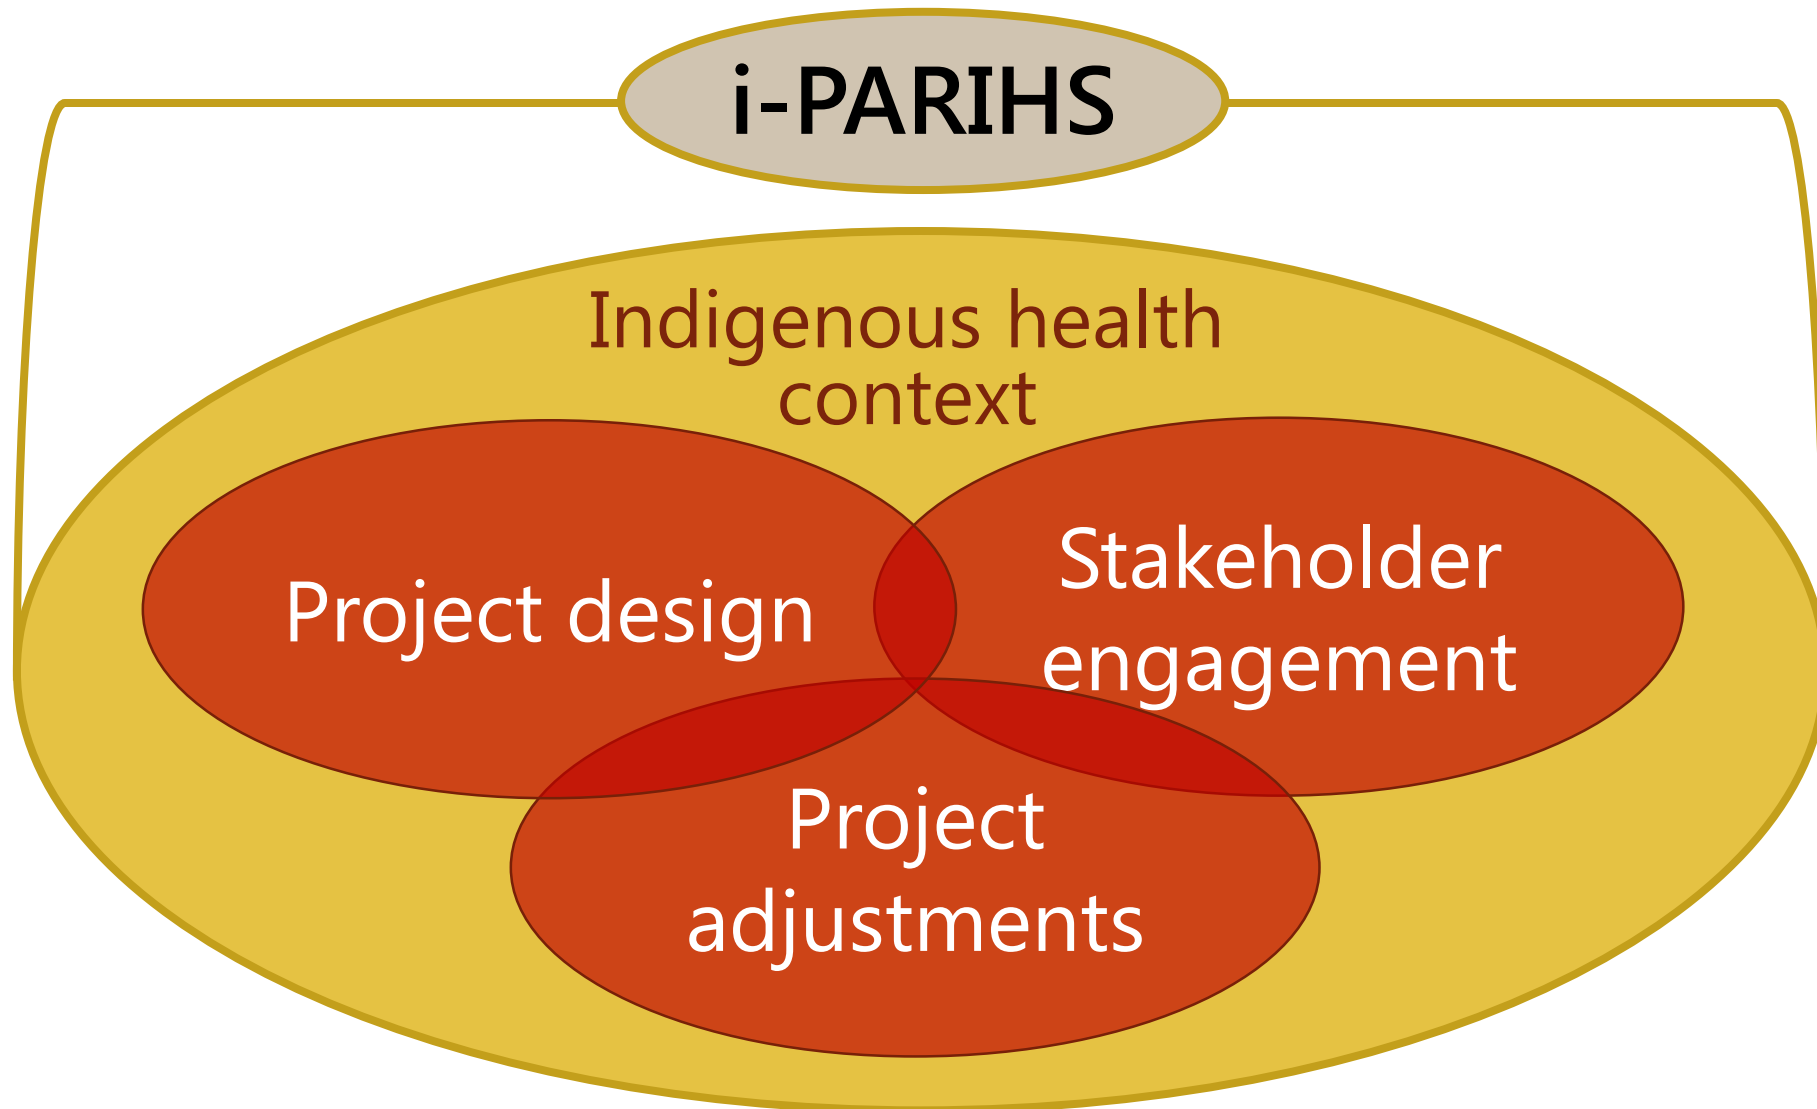 i-PARIHS
Indigenous health
context
Project design
Stakeholder
engagement
Project
adjustments